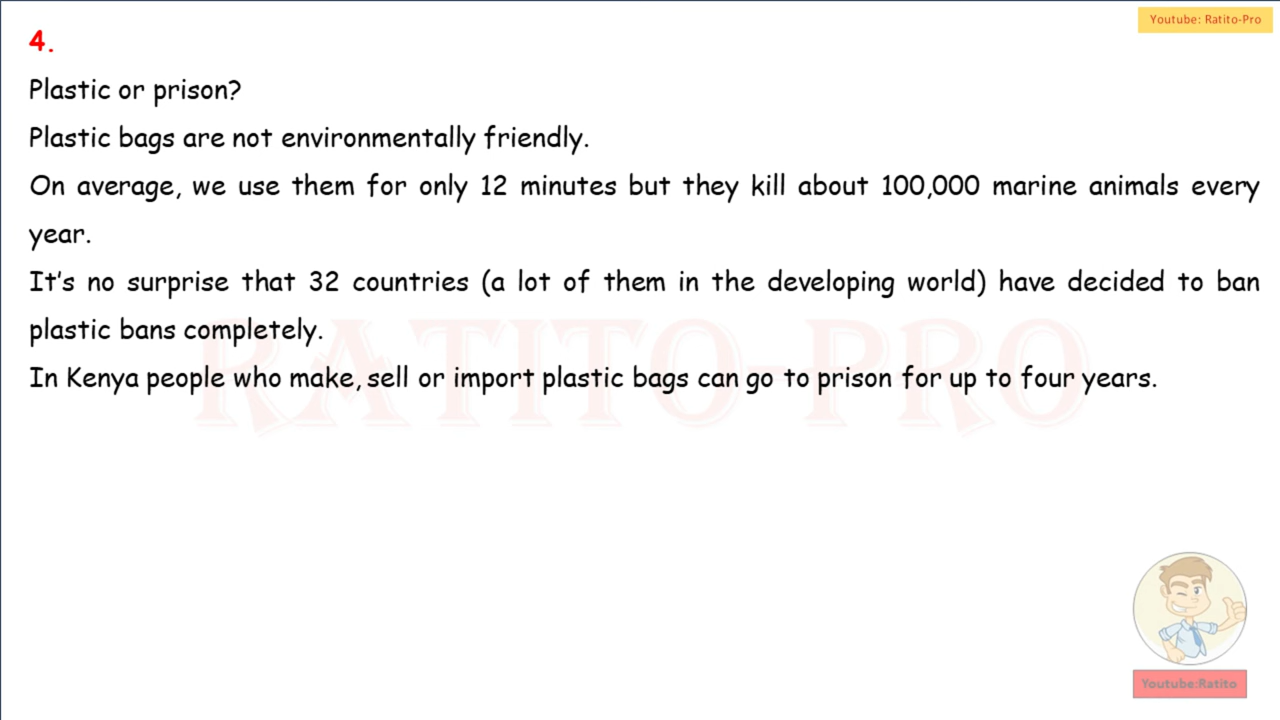 Youtube: Ratito-Pro
4.
Plastic or prison?
Plastic bags are not environmentally friendly.
On average, we use them for only 12 minutes but they kill about 100,000 marine animals every
year.
It's no surprise that 32 countries (a lot of them in the developing world) have decided to ban
plastic bans completely.
In Kenya people who make, sell or import plastic bags can go to prison for up to four years.
RATITO-PRO
Youtube:Ratito